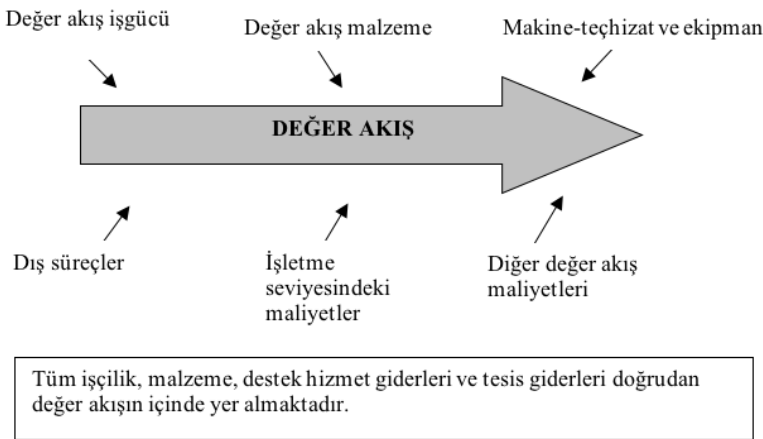 Değer akış işgücü
Değer akış malzeme
Makine-teçhizat ve ekipman
DEĞER AKIŞ
Dış süreçler
İşletme
seviyesindeki
maliyetler
Diğer değer akış
maliyetleri
Tüm işçilik, malzeme, destek hizmet giderleri ve tesis giderleri doğrudan
değer akışın içinde yer almaktadır.